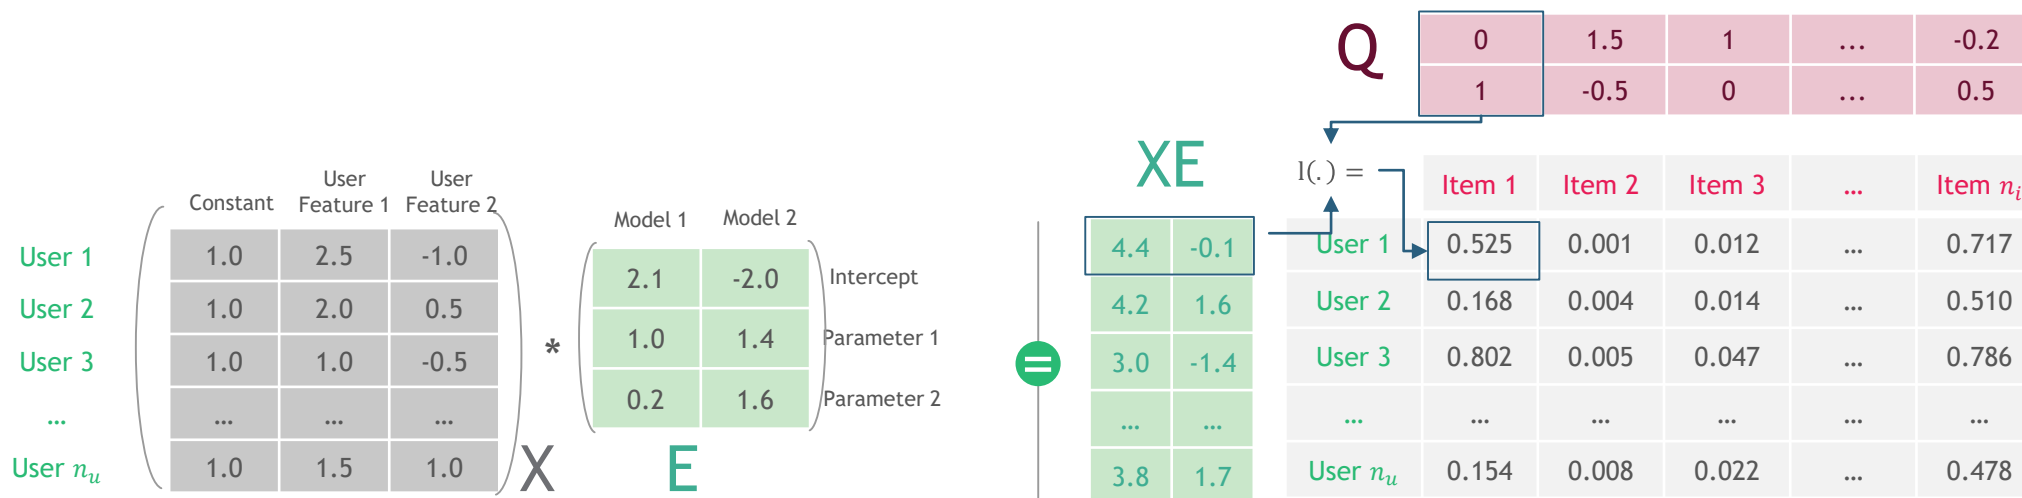 Constant User Feature 1 User Feature 2
User 1 1.0 2.5 -1.0
User 2 1.0 2.0 0.5
User 3 1.0 1.0 -0.5
... ... ... ...
User n_u 1.0 1.5 1.0
X
*
Model 1 Model 2
2.1 -2.0 Intercept
1.0 1.4 Parameter 1
0.2 1.6 Parameter 2
E
=
XE
4.4 -0.1
4.2 1.6
3.0 -1.4
... ...
3.8 1.7
Q
0 1.5 1 ... -0.2
1 -0.5 0 ... 0.5
l(.) =
Item 1 Item 2 Item 3 ... Item n_i
User 1 0.525 0.001 0.012 ... 0.717
User 2 0.168 0.004 0.014 ... 0.510
User 3 0.802 0.005 0.047 ... 0.786
... ... ... ... ... ...
User n_u 0.154 0.008 0.022 ... 0.478